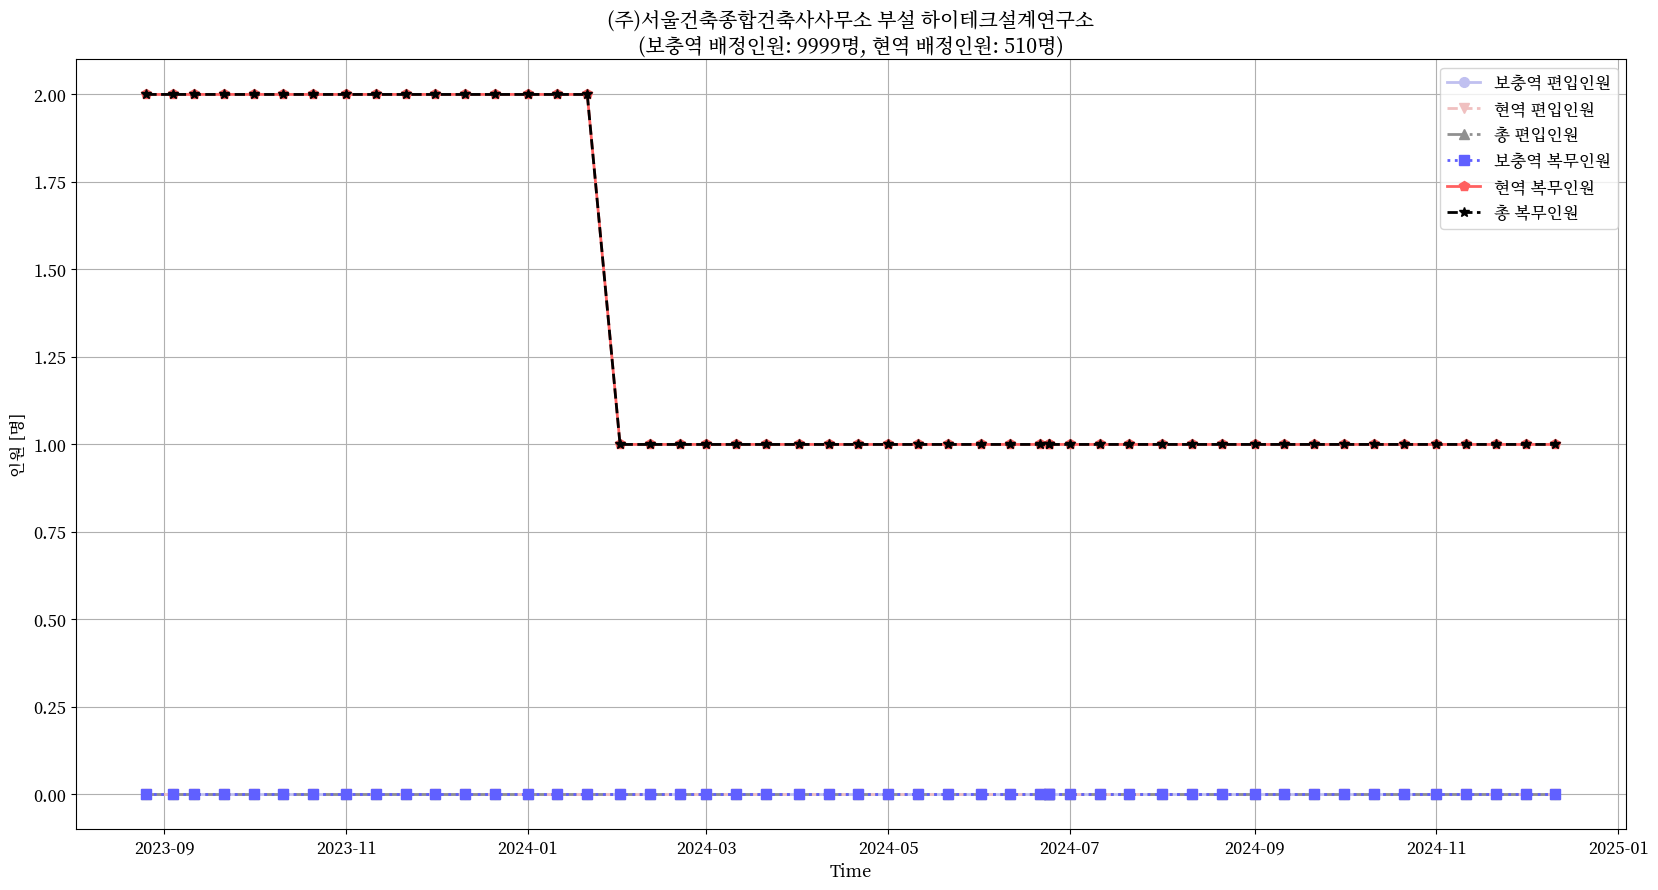 (주)서울건축종합건축사사무소 부설 하이테크설계연구소
(보충역 배정인원: 9999명, 현역 배정인원: 510명)
보충역 편입인원
현역 편입인원
총 편입인원
보충역 복무인원
현역 복무인원
총 복무인원
인원 [명]
2.00
1.75
1.50
1.25
1.00
0.75
0.50
0.25
0.00
2023-09 2023-11 2024-01 2024-03 2024-05 2024-07 2024-09 2024-11 2025-01
Time